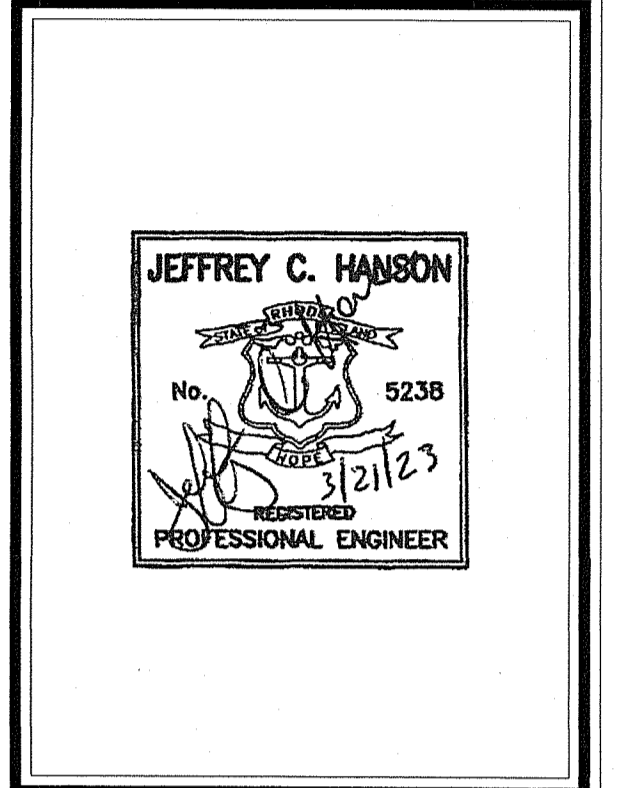 JEFFREY C. HANSON
STATE of RHODE ISLAND
No. 5238
HOPE
3/21/23
REGISTERED
PROFESSIONAL ENGINEER